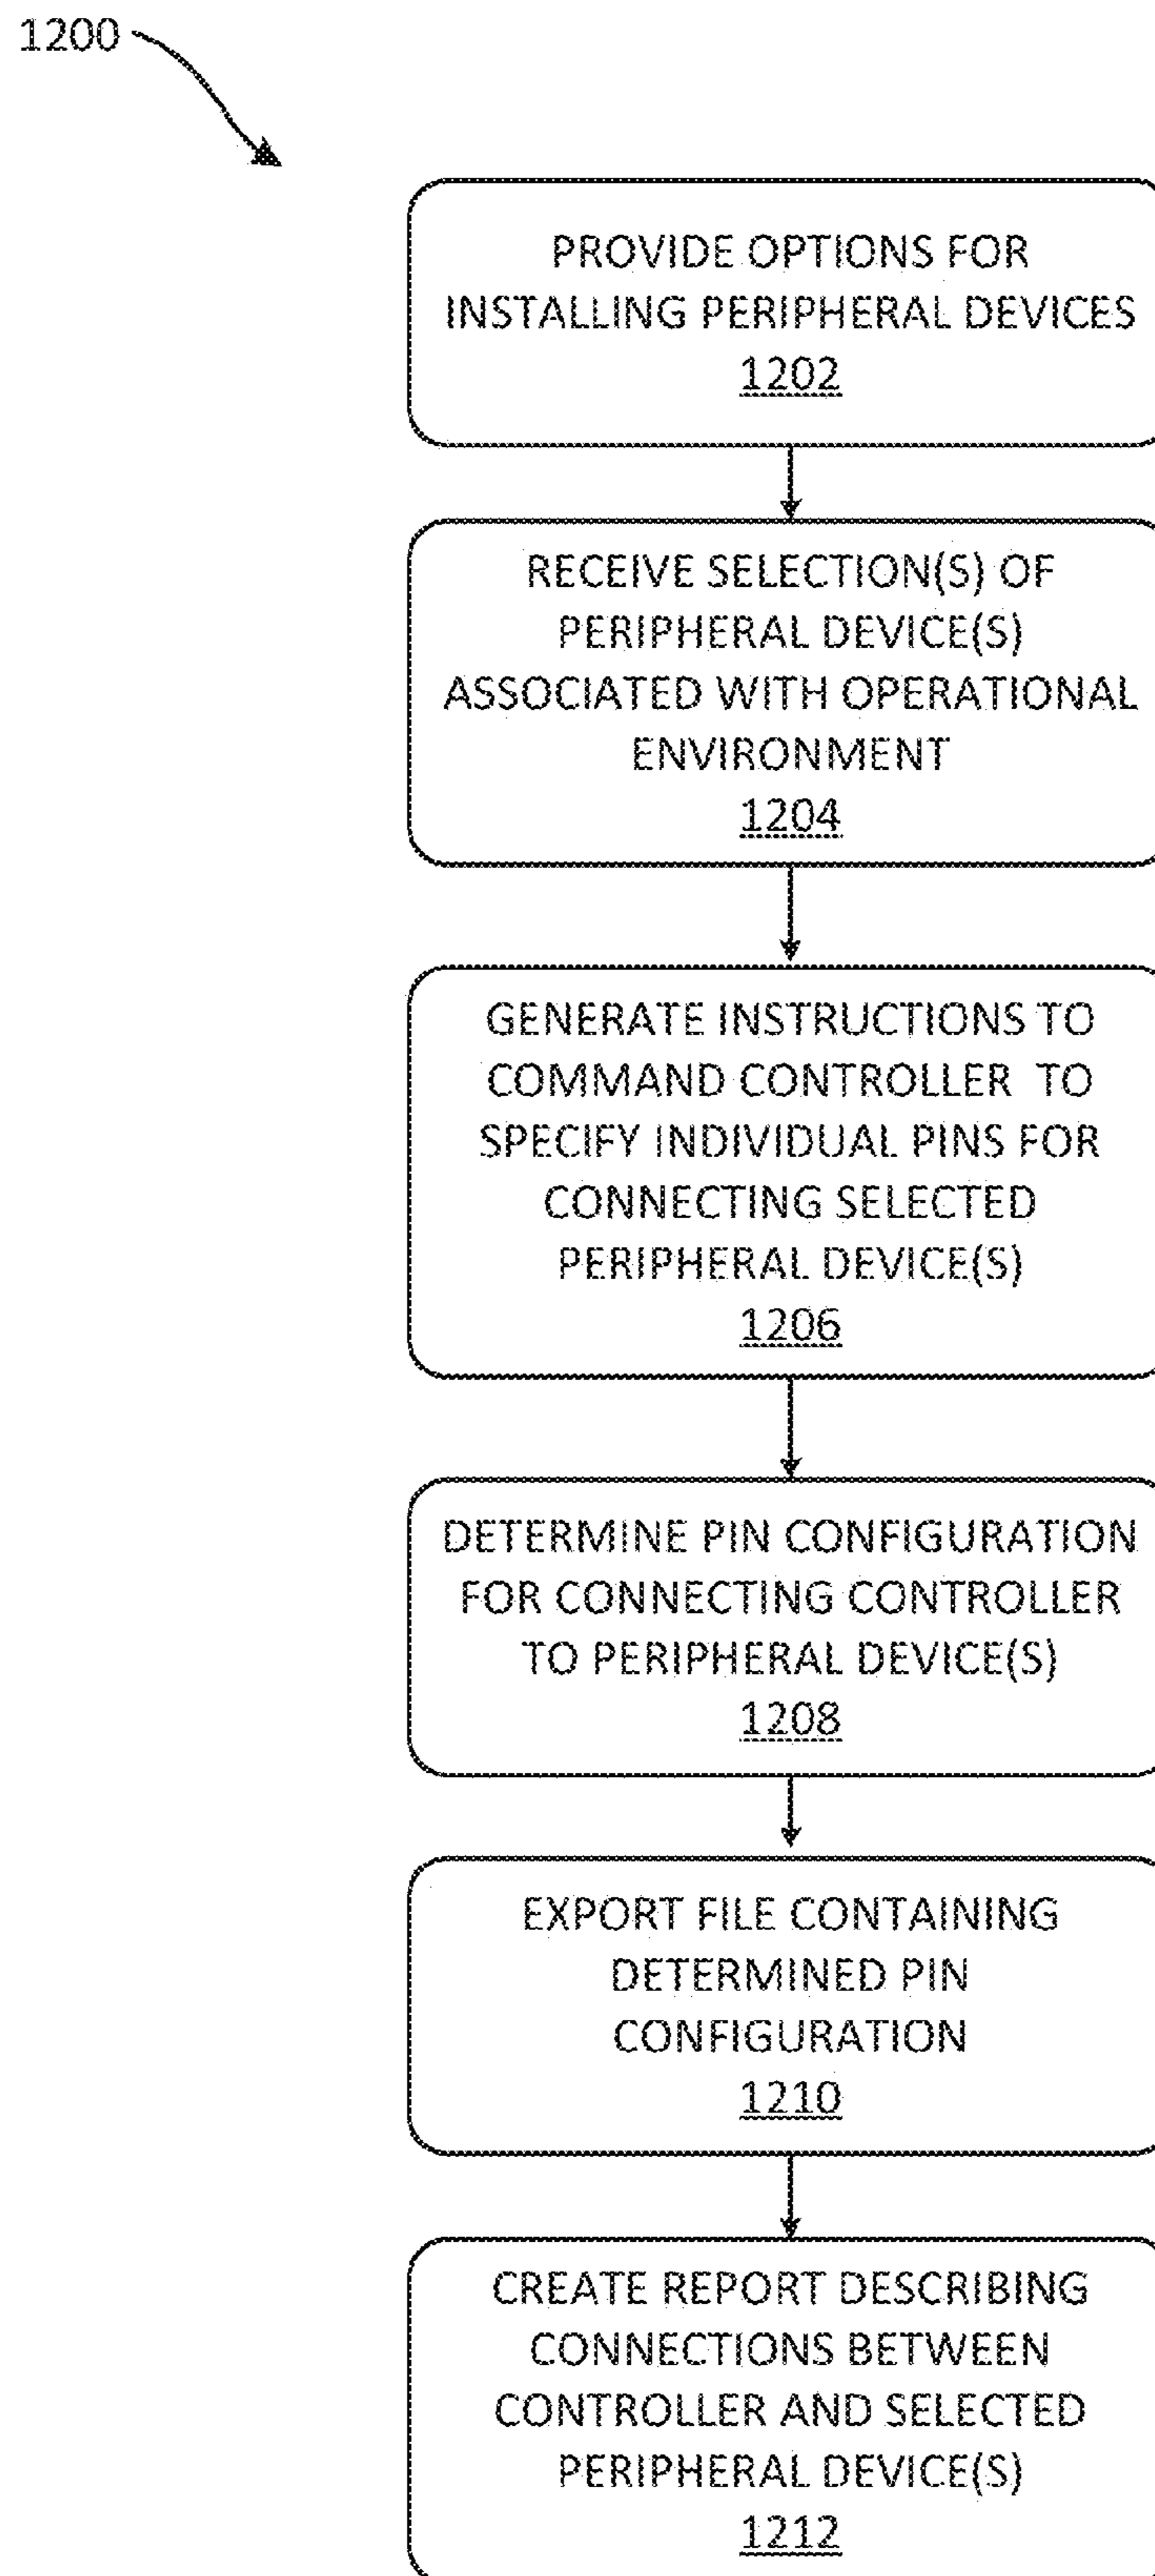 1200
PROVIDE OPTIONS FOR
INSTALLING PERIPHERAL DEVICES
1202
RECEIVE SELECTION(S) OF
PERIPHERAL DEVICE(S)
ASSOCIATED WITH OPERATIONAL
ENVIRONMENT
1204
GENERATE INSTRUCTIONS TO
COMMAND CONTROLLER TO
SPECIFY INDIVIDUAL PINS FOR
CONNECTING SELECTED
PERIPHERAL DEVICE(S)
1206
DETERMINE PIN CONFIGURATION
FOR CONNECTING CONTROLLER
TO PERIPHERAL DEVICE(S)
1208
EXPORT FILE CONTAINING
DETERMINED PIN
CONFIGURATION
1210
CREATE REPORT DESCRIBING
CONNECTIONS BETWEEN
CONTROLLER AND SELECTED
PERIPHERAL DEVICE(S)
1212